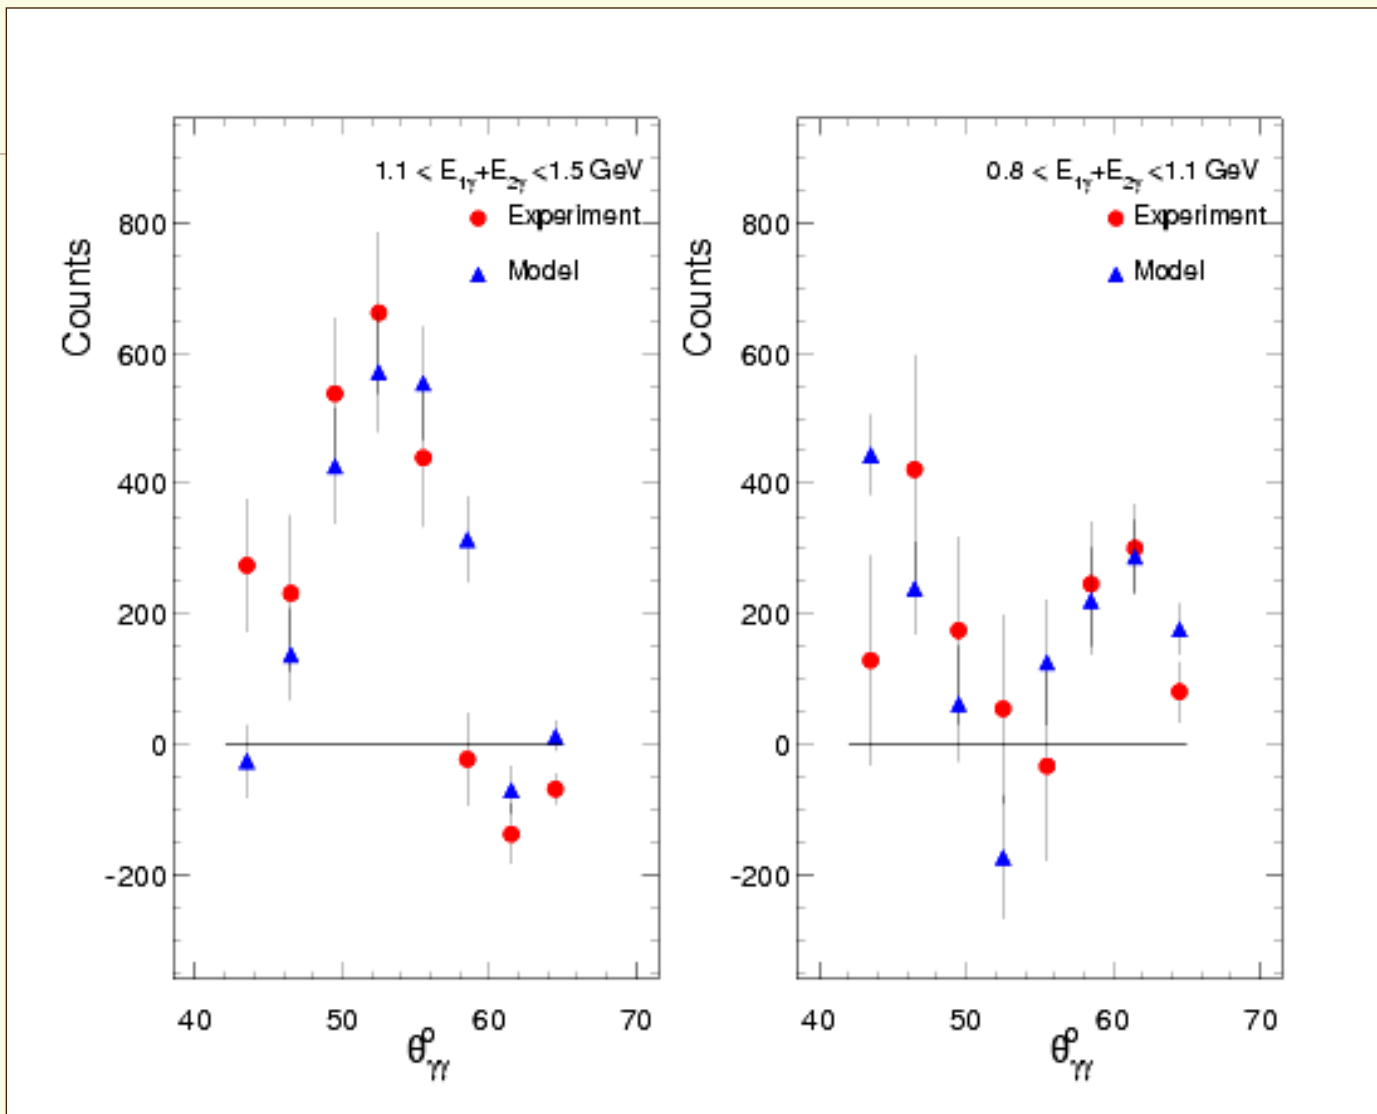 1.1 < E1γ+E2γ <1.5 GeV
Experiment
Model
Counts
800
600
400
200
0
-200
40 50 60 70
θ°γγ
0.8 < E1γ+E2γ <1.1 GeV
Experiment
Model
Counts
800
600
400
200
0
-200
40 50 60 70
θ°γγ